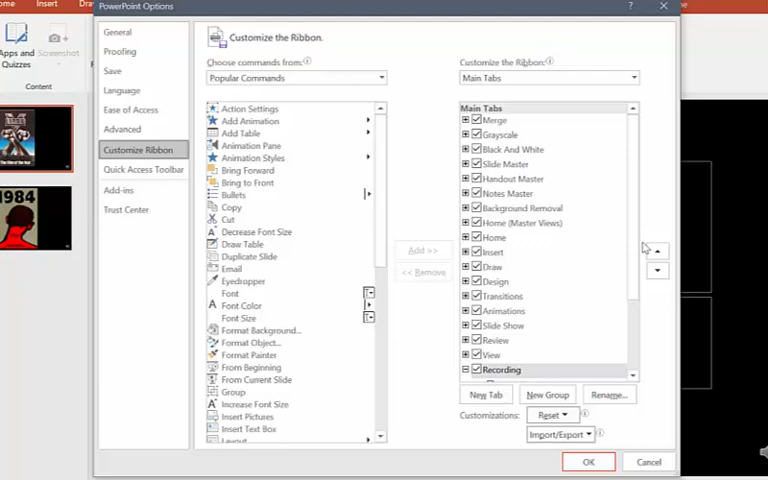 PowerPoint Options
Insert
Apps and
Quizzes
Screenshot
Content
1984
General
Proofing
Save
Language
Ease of Access
Advanced
Customize Ribbon
Quick Access Toolbar
Add-ins
Trust Center
Customize the Ribbon.
Choose commands from:
Popular Commands
Action Settings
Add Animation
Add Table
Animation Pane
Animation Styles
Bring Forward
Bring to Front
Bullets
Copy
Cut
Decrease Font Size
Draw Table
Duplicate Slide
Email
Eyedropper
Font
Font Color
Font Size
Format Background...
Format Object...
Format Painter
From Beginning
From Current Slide
Group
Increase Font Size
Insert Pictures
Insert Text Box
Layout
Add >>
<< Remove
Customize the Ribbon:
Main Tabs
Main Tabs
Merge
Grayscale
Black And White
Slide Master
Handout Master
Notes Master
Background Removal
Home (Master Views)
Home
Insert
Draw
Design
Transitions
Animations
Slide Show
Review
View
Recording
New Tab
New Group
Rename...
Customizations:
Reset
Import/Export
OK
Cancel